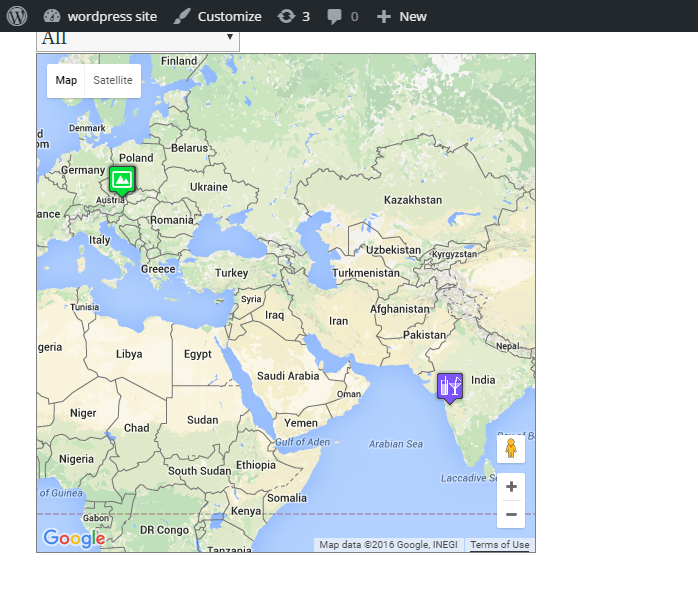 wordpress site
Customize
3
0
New
All
Map
Satellite
Finland
Denmark
Belarus
Poland
Germany
Ukraine
Austria
Kazakhstan
Romania
Italy
Uzbekistan
Kyrgyzstan
Greece
Turkey
Turkmenistan
Syria
Tunisia
Iraq
Iran
Afghanistan
Pakistan
Nepal
Libya
Egypt
Saudi Arabia
India
Oman
Niger
Chad
Sudan
Yemen
Gulf of Aden
Arabian Sea
Nigeria
South Sudan
Ethiopia
Laccadive
of Guinea
Somalia
Gabon
Kenya
DR Congo
Tanzania
Google
Map data ©2016 Google, INEGI
Terms of Use